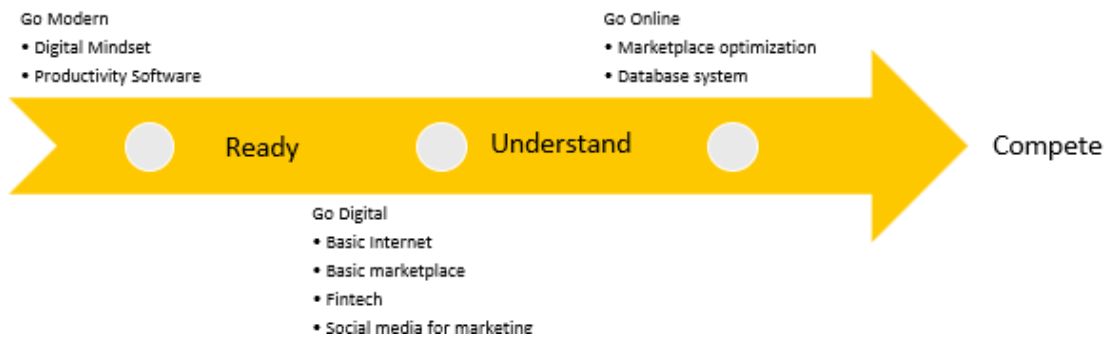 Go Modern
• Digital Mindset
• Productivity Software
Go Online
• Marketplace optimization
• Database system
Ready
Understand
Compete
Go Digital
• Basic Internet
• Basic marketplace
• Fintech
• Social media for marketing